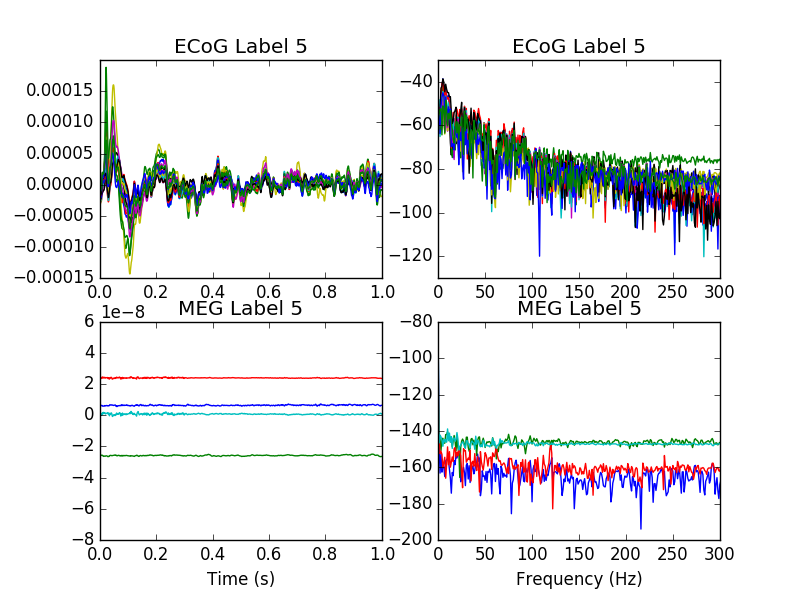 ECoG Label 5
0.00015
0.00010
0.00005
0.00000
−0.00005
−0.00010
−0.00015
0.0 0.2 0.4 0.6 0.8 1.0
ECoG Label 5
−40
−60
−80
−100
−120
0 50 100 150 200 250 300
MEG Label 5
1e−8
6
4
2
0
−2
−4
−6
−8
0.0 0.2 0.4 0.6 0.8 1.0
Time (s)
MEG Label 5
−80
−100
−120
−140
−160
−180
−200
0 50 100 150 200 250 300
Frequency (Hz)